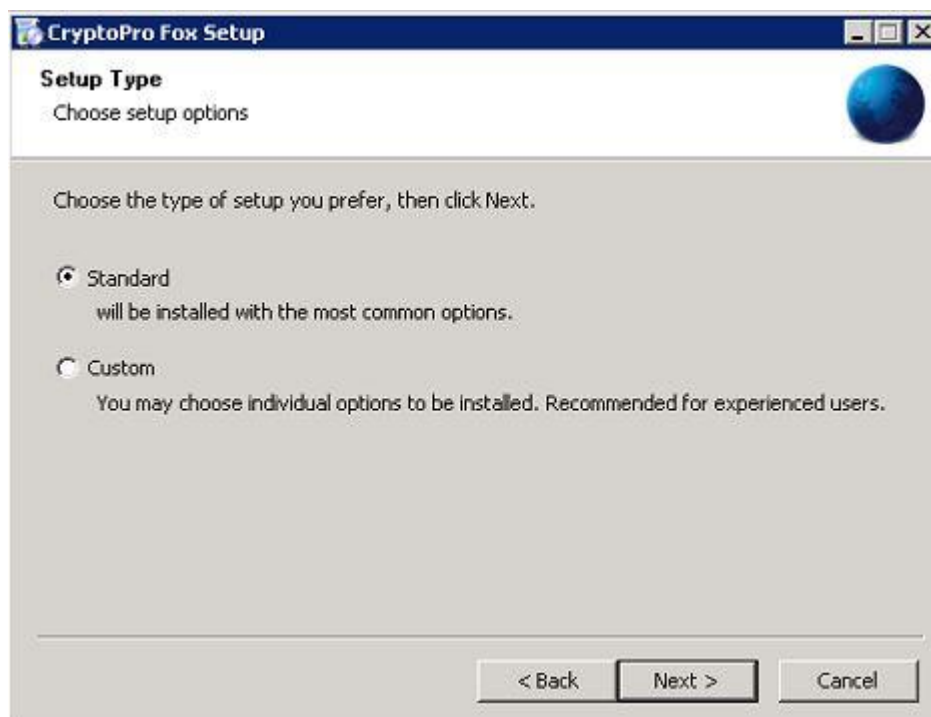 CryptoPro Fox Setup
Setup Type
Choose setup options
Choose the type of setup you prefer, then click Next.
Standard
will be installed with the most common options.
Custom
You may choose individual options to be installed. Recommended for experienced users.
< Back Next > Cancel